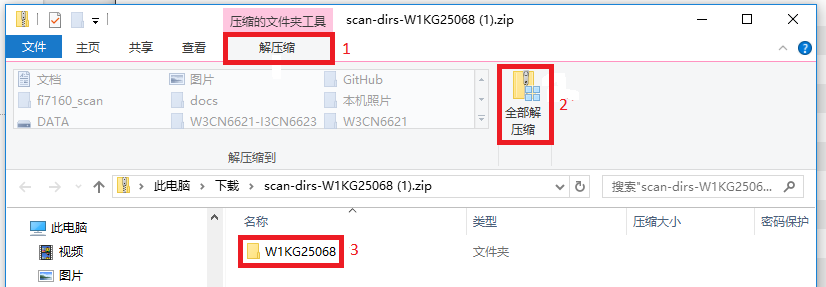 压缩的文件夹工具 scan-dirs-W1KG25068 (1).zip
文件 主页 共享 查看 解压缩 1
文档 图片 GitHub
fi7160_scan docs 本机照片
DATA W3CN6621-I3CN6623 W3CN6621
全部解
压缩
2
解压缩到
此电脑 下载 scan-dirs-W1KG25068 (1).zip 搜索"scan-dirs-W1KG2506...
此电脑 名称 类型 压缩大小 密码保护
视频 W1KG25068 3 文件夹
图片